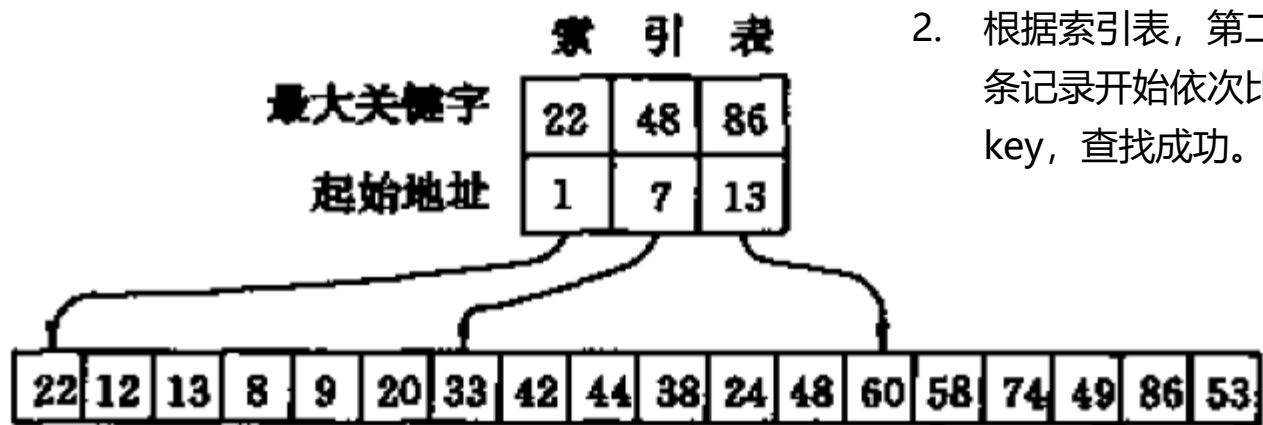 索 引 表
最大关键字 22 48 86
起始地址 1 7 13
22 12 13 8 9 20 33 42 44 38 24 48 60 58 74 49 86 53
2. 根据索引表，第
条记录开始依次
key，查找成功。